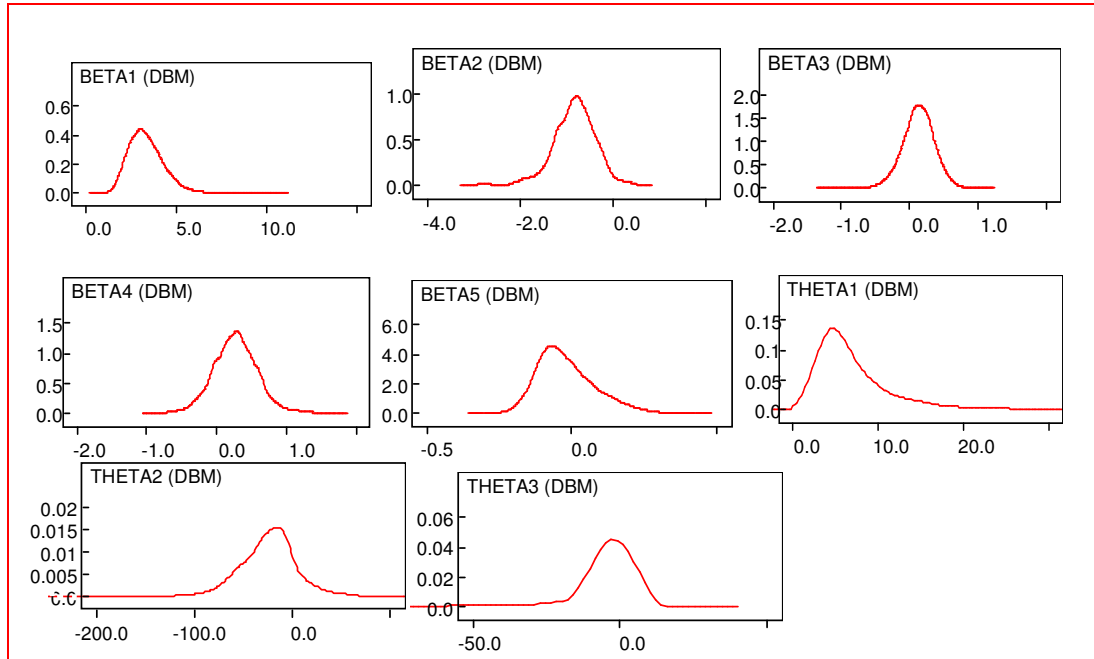 BETA1 (DBM)
0.6
0.4
0.2
0.0
0.0 5.0 10.0
BETA2 (DBM)
1.0
0.5
0.0
-4.0 -2.0 0.0
BETA3 (DBM)
2.0
1.5
1.0
0.5
0.0
-2.0 -1.0 0.0 1.0
BETA4 (DBM)
1.5
1.0
0.5
0.0
-2.0 -1.0 0.0 1.0
BETA5 (DBM)
6.0
4.0
2.0
0.0
-0.5 0.0
THETA1 (DBM)
0.15
0.1
0.05
0.0
0.0 10.0 20.0
THETA2 (DBM)
0.02
0.015
0.01
0.005
0.0
-200.0 -100.0 0.0
THETA3 (DBM)
0.06
0.04
0.02
0.0
-50.0 0.0